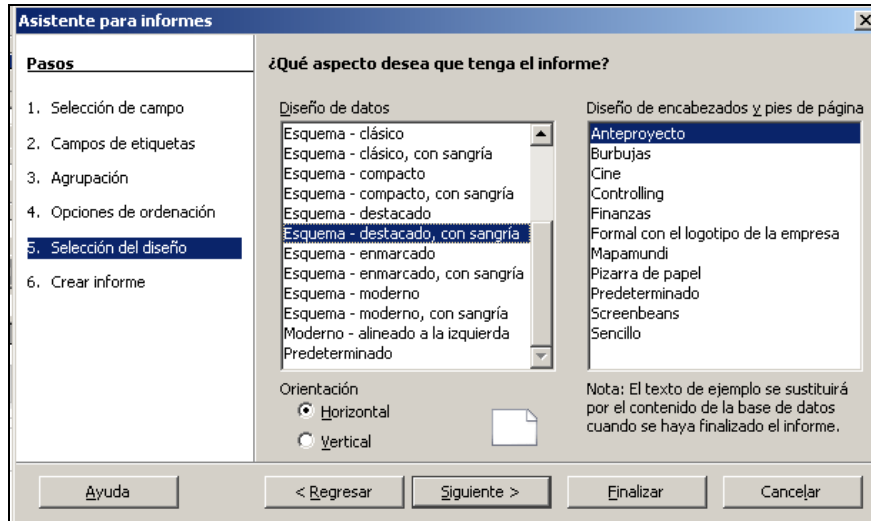 Asistente para informes
Pasos
1. Selección de campo
2. Campos de etiquetas
3. Agrupación
4. Opciones de ordenación
5. Selección del diseño
6. Crear informe
¿Qué aspecto desea que tenga el informe?
Diseño de datos
Esquema - clásico
Esquema - clásico, con sangría
Esquema - compacto
Esquema - compacto, con sangría
Esquema - destacado
Esquema - destacado, con sangría
Esquema - enmarcado
Esquema - enmarcado, con sangría
Esquema - moderno
Esquema - moderno, con sangría
Moderno - alineado a la izquierda
Predeterminado
Diseño de encabezados y pies de página
Anteproyecto
Burbujas
Cine
Controlling
Finanzas
Formal con el logotipo de la empresa
Mapamundi
Pizarra de papel
Predeterminado
Screenbeans
Sencillo
Orientación
Horizontal
Vertical
Nota: El texto de ejemplo se sustituirá
por el contenido de la base de datos
cuando se haya finalizado el informe.
Ayuda
< Regresar
Siguiente >
Finalizar
Cancelar